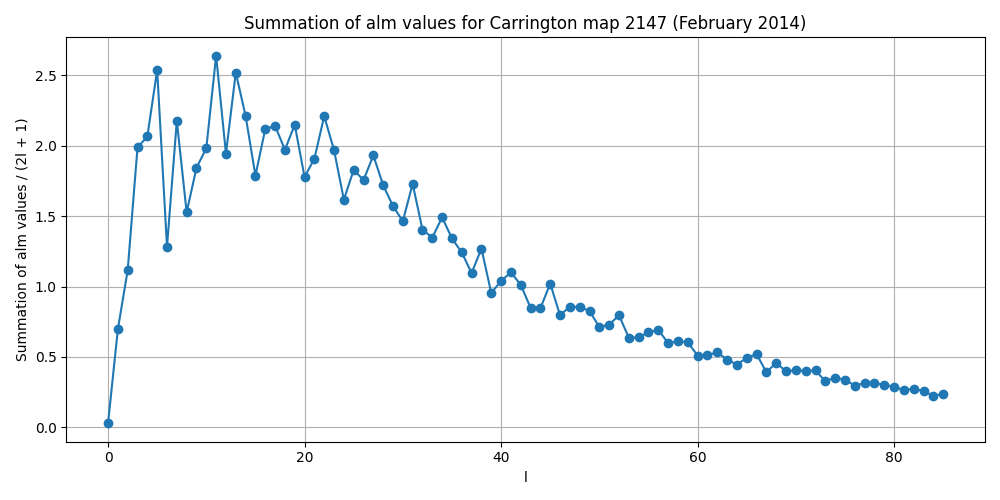 Summation of alm values for Carrington map 2147 (February 2014)
Summation of alm values / (2l + 1)
2.5
2.0
1.5
1.0
0.5
0.0
0 20 40 60 80
l